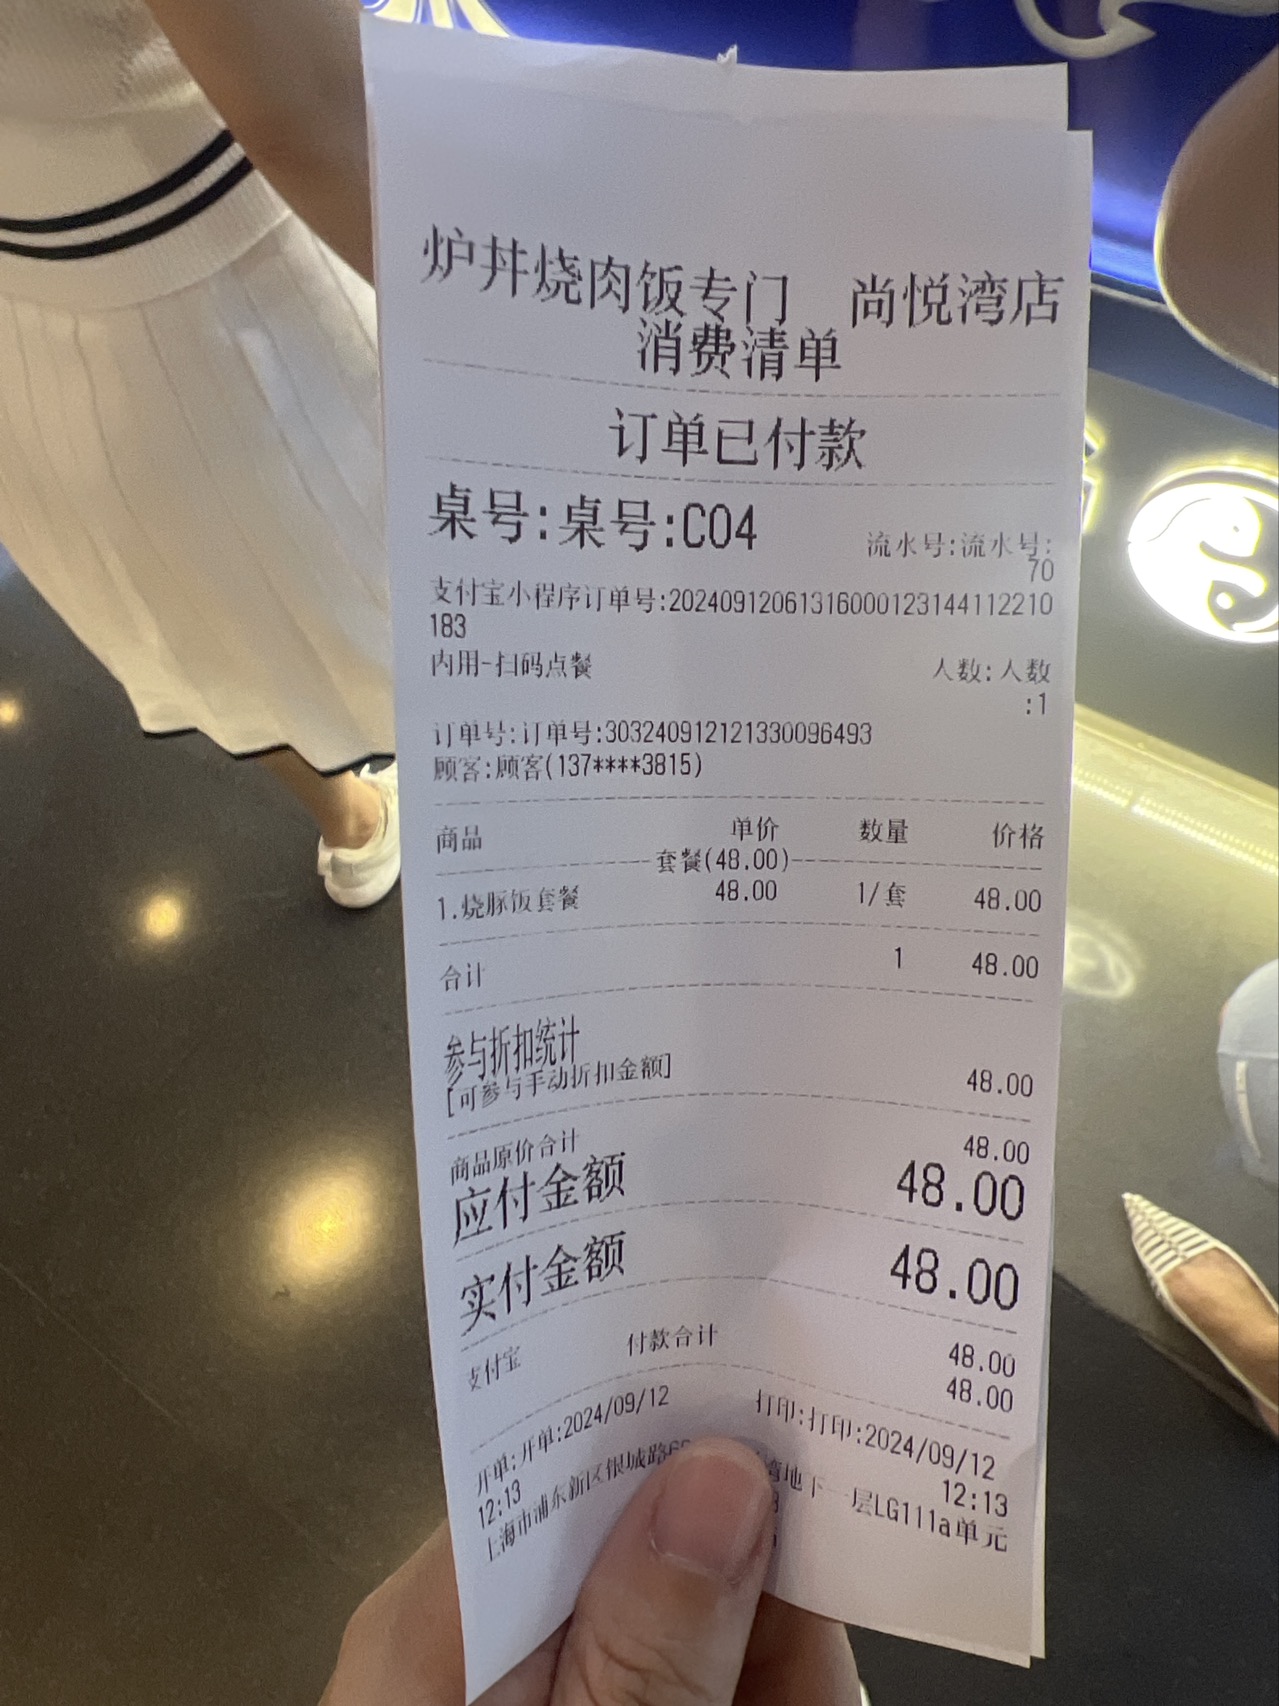 炉丼烧肉饭专门 尚悦湾店
消费清单
订单已付款
桌号:桌号:C04
流水号:流水号:
70
支付宝小程序订单号:2024091206131600012314411221​0
183
内用-扫码点餐 人数:人数
:1
订单号:订单号:303240912121330096493
顾客:顾客(137****3815)
商品 单价 数量 价格
套餐(48.00)
1.烧豚饭套餐 48.00 1/套 48.00
合计 1 48.00
参与折扣统计
[可参与手动折扣金额] 48.00
商品原价合计 48.00
应付金额 48.00
实付金额 48.00
付款合计 48.00
支付宝 48.00
开单:开单:2024/09/12 打印:打印:2024/09/12
12:13 12:13
上海市浦东新区银城路6 湾地下一层LG111a单元